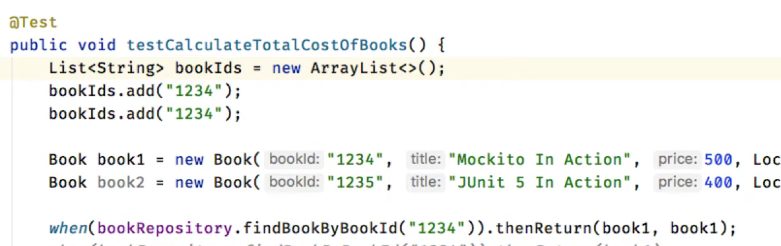 @Test
public void testCalculateTotalCostOfBooks() {
List<String> bookIds = new ArrayList<>();
bookIds.add("1234");
bookIds.add("1234");
Book book1 = new Book( bookId: "1234", title: "Mockito In Action", price: 500, Loc
Book book2 = new Book( bookId: "1235", title: "JUnit 5 In Action", price: 400, Loc
when(bookRepository.findBookByBookId("1234")).thenReturn(book1, book1);